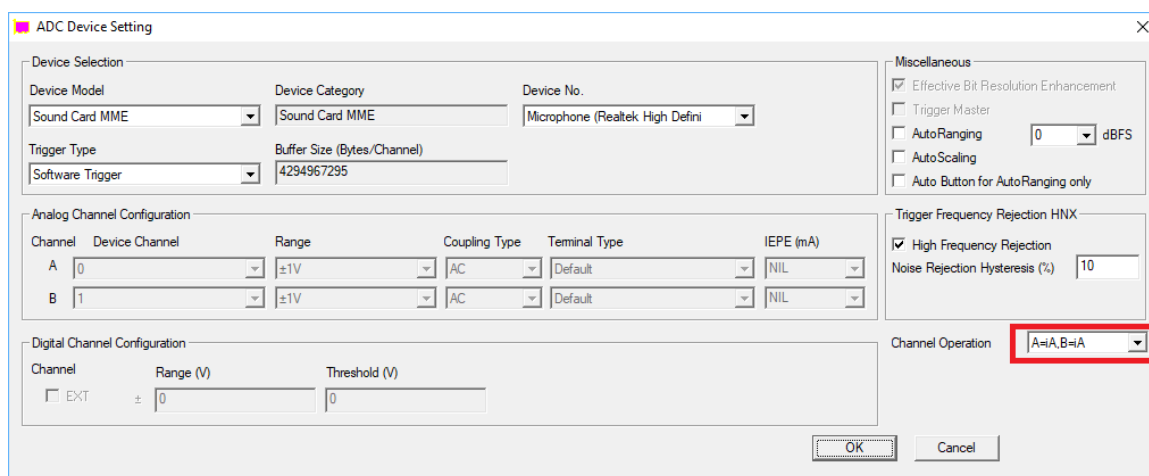 ADC Device Setting
Device Selection
Device Model
Device Category
Device No.
Sound Card MME
Sound Card MME
Microphone (Realtek High Defini
Trigger Type
Buffer Size (Bytes/Channel)
Software Trigger
4294967295
Miscellaneous
Effective Bit Resolution Enhancement
Trigger Master
AutoRanging
0
dBFS
AutoScaling
Auto Button for AutoRanging only
Analog Channel Configuration
Channel
Device Channel
Range
Coupling Type
Terminal Type
IEPE (mA)
A
0
±1V
AC
Default
NIL
B
1
±1V
AC
Default
NIL
Trigger Frequency Rejection HNX
High Frequency Rejection
Noise Rejection Hysteresis (%)
10
Digital Channel Configuration
Channel
Range (V)
Threshold (V)
EXT
±
0
0
Channel Operation
A=iA,B=iA
OK
Cancel